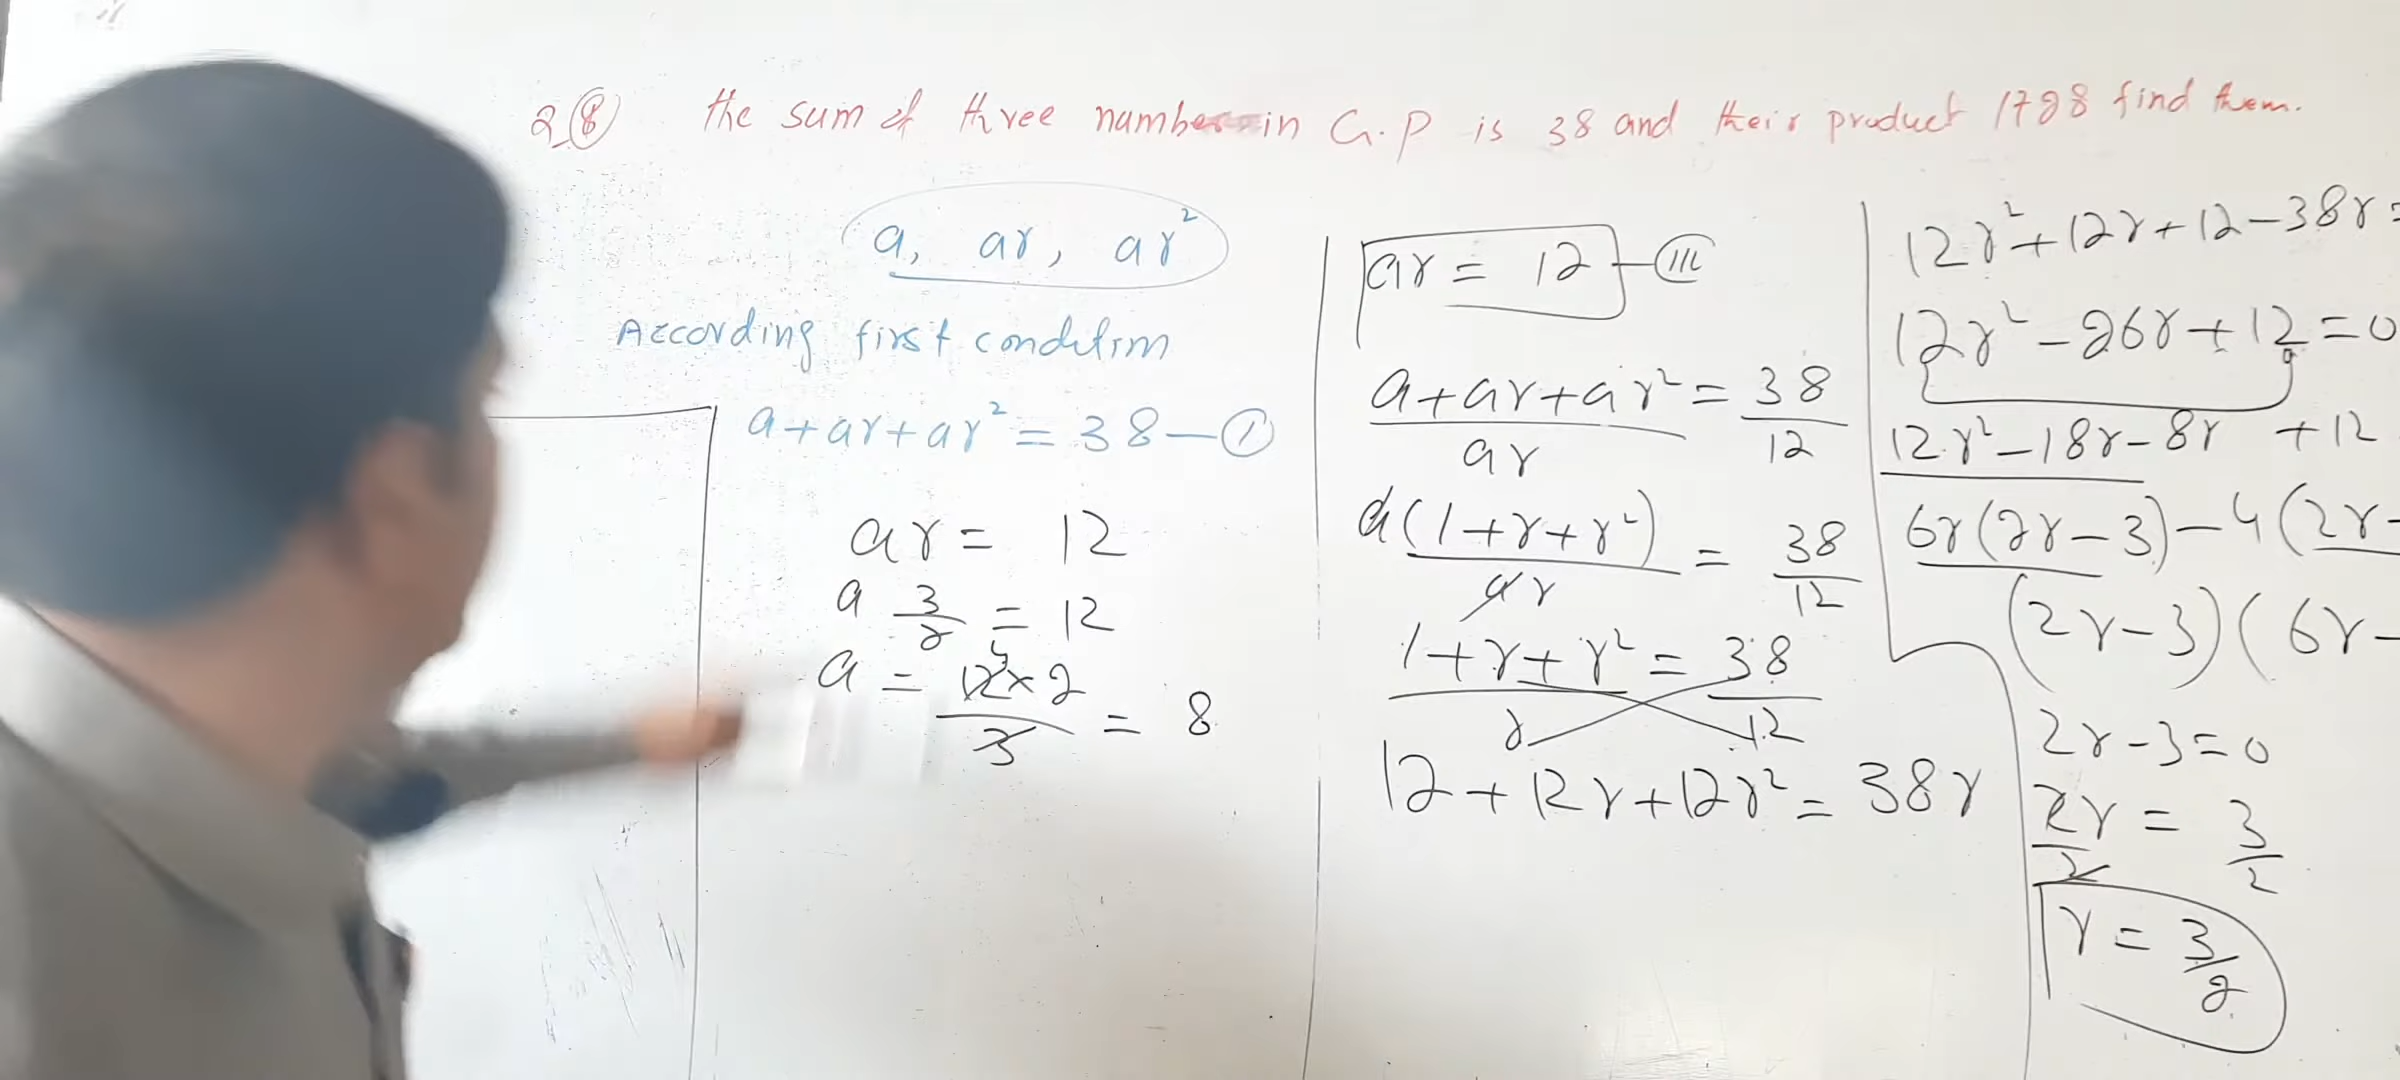 Q(8) the sum of three numbers in G.P is 38 and their product 1728 find them.
a, ar, ar²
According first condition
a+ar+ar² = 38 — (1)
ar = 12
a 3/2 = 12
a = 12×2/3 = 8
4
ar = 12 — (III)
a+ar+ar²/ar = 38/12
a(1+r+r²)/ar = 38/12
1+r+r²/r = 38/12
12+12r+12r² = 38r
12r²+12r+12-38r=
12r²-26r+12=0
12r²-18r-8r+12
6r(2r-3)-4(2r-
(2r-3)(6r-
2r-3=0
2r/2 = 3/2
r = 3/2